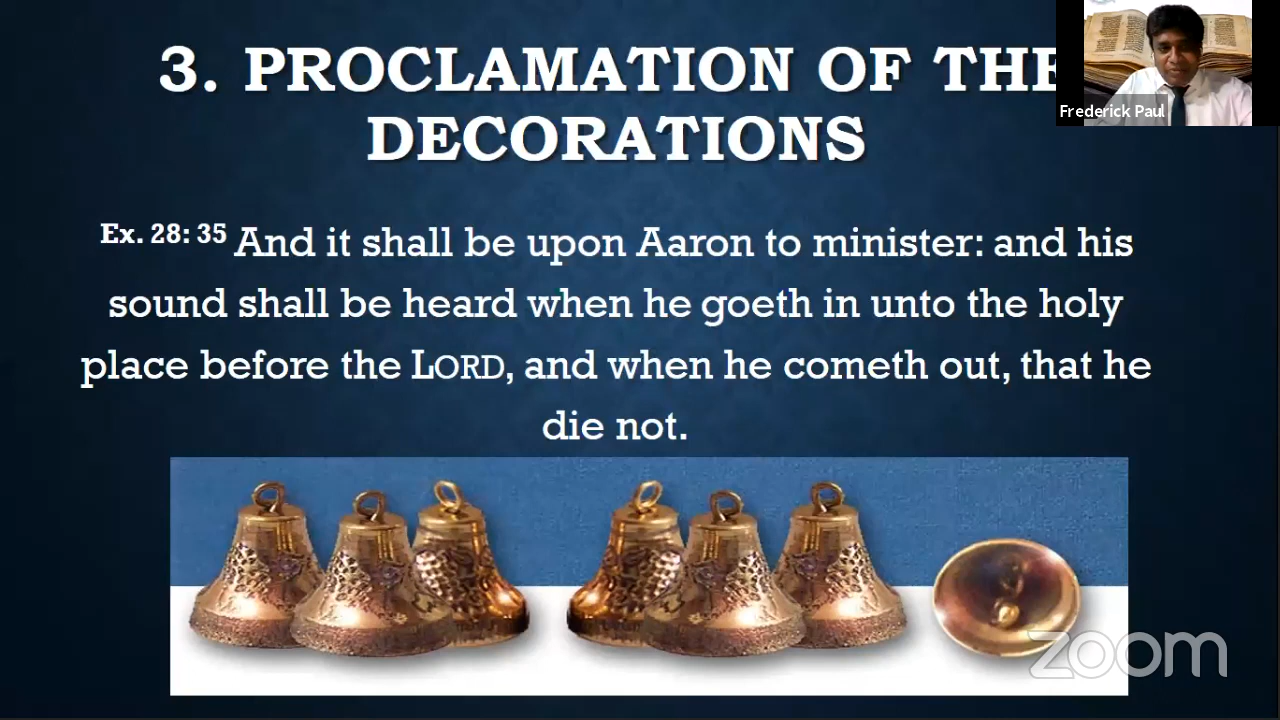 3. PROCLAMATION OF THE
DECORATIONS
Frederick Paul
Ex. 28: 35 And it shall be upon Aaron to minister: and his
sound shall be heard when he goeth in unto the holy
place before the LORD, and when he cometh out, that he
die not.
zoom